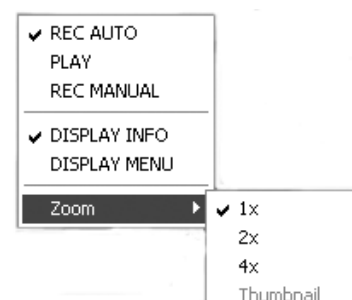 REC AUTO
PLAY
REC MANUAL
DISPLAY INFO
DISPLAY MENU
Zoom
1x
2x
4x
Thumbnail